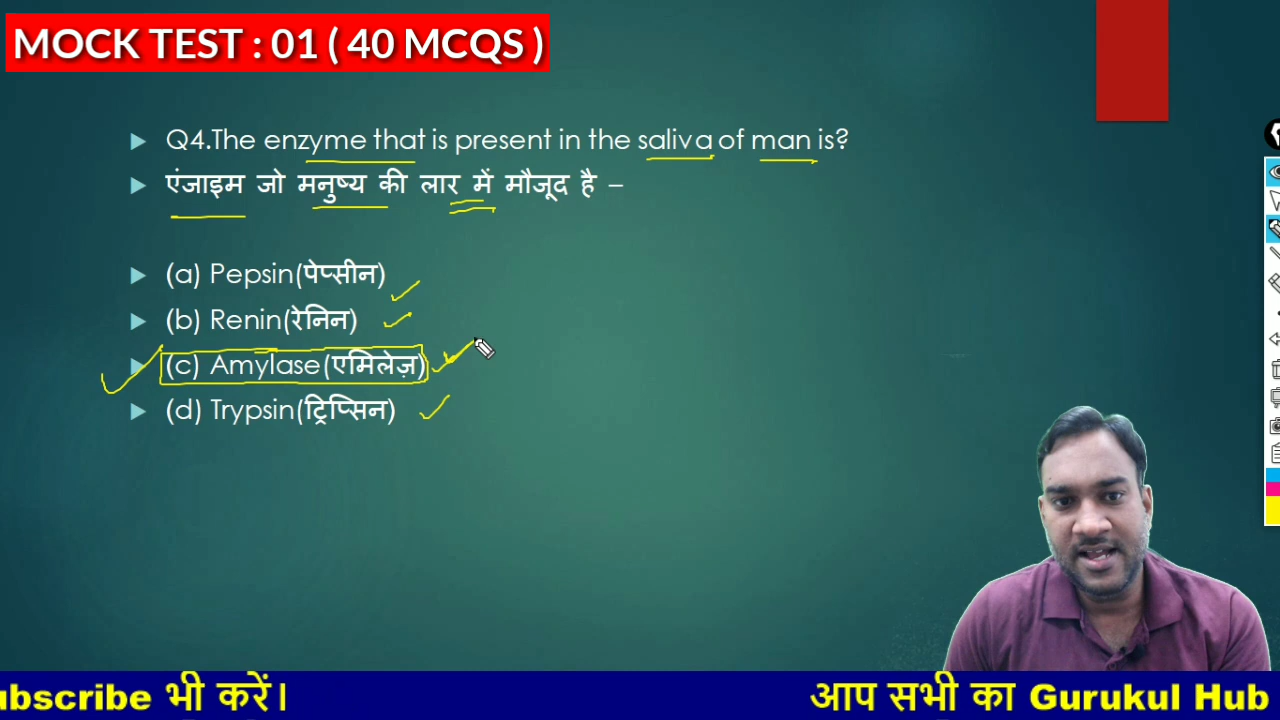 MOCK TEST : 01 ( 40 MCQS )
Q4.The enzyme that is present in the saliva of man is?
एंजाइम जो मनुष्य की लार में मौजूद है –
(a) Pepsin(पेप्सीन)
(b) Renin(रेनिन)
(c) Amylase(एमिलेज़)
(d) Trypsin(ट्रिप्सिन)
ubscribe भी करें। आप सभी का Gurukul Hub